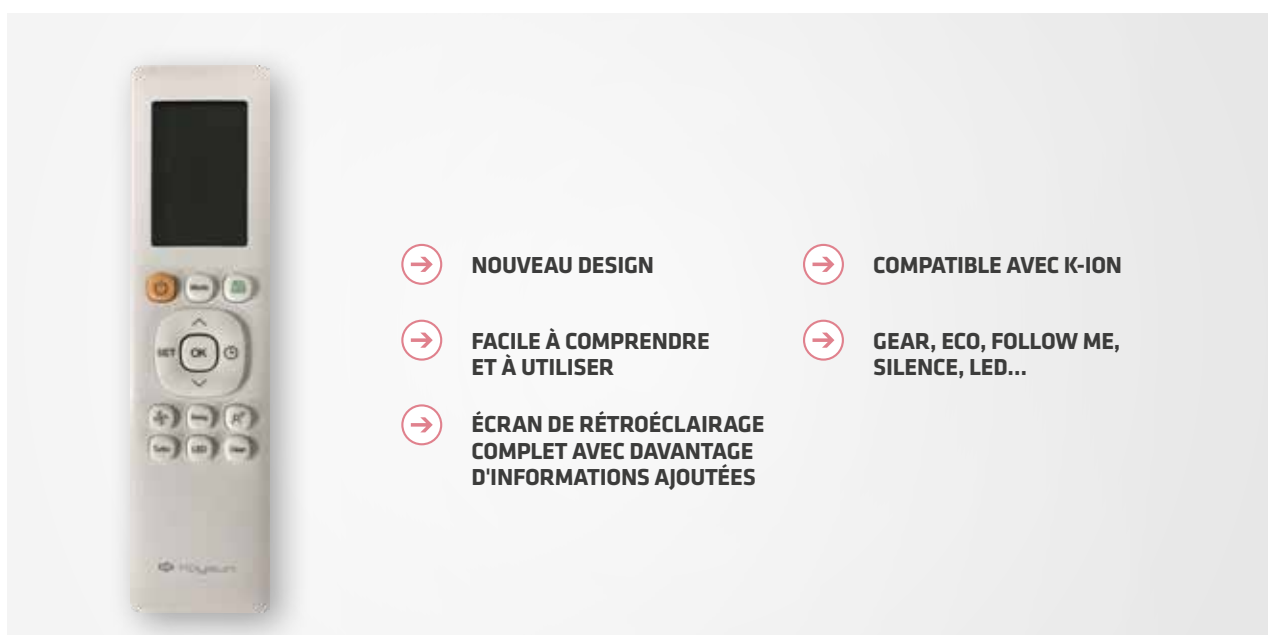 SET
OK
LED
kaysun
NOUVEAU DESIGN
FACILE À COMPRENDRE
ET À UTILISER
ÉCRAN DE RÉTROÉCLAIRAGE
COMPLET AVEC DAVANTAGE
D'INFORMATIONS AJOUTÉES
COMPATIBLE AVEC K-ION
GEAR, ECO, FOLLOW ME,
SILENCE, LED...